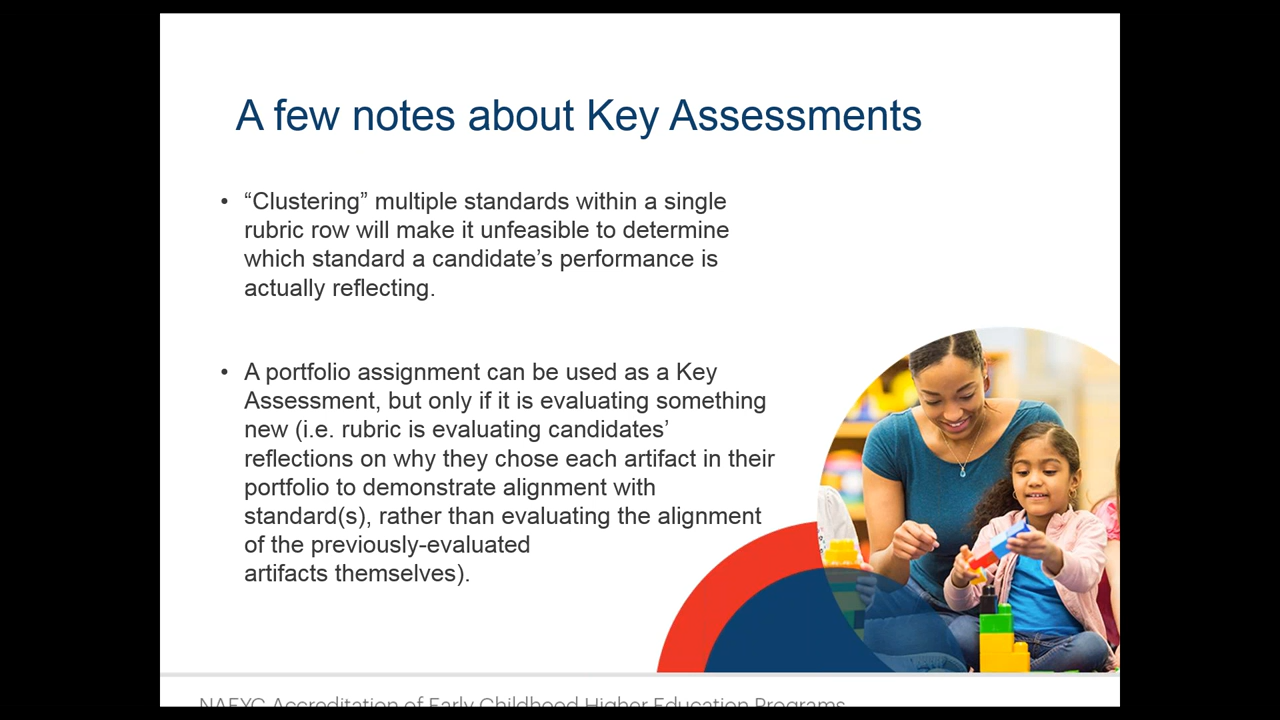 A few notes about Key Assessments
• “Clustering” multiple standards within a single
rubric row will make it unfeasible to determine
which standard a candidate’s performance is
actually reflecting.
• A portfolio assignment can be used as a Key
Assessment, but only if it is evaluating something
new (i.e. rubric is evaluating candidates’
reflections on why they chose each artifact in their
portfolio to demonstrate alignment with
standard(s), rather than evaluating the alignment
of the previously-evaluated
artifacts themselves).
NAEYC Accreditation of Early Childhood Higher Education Programs